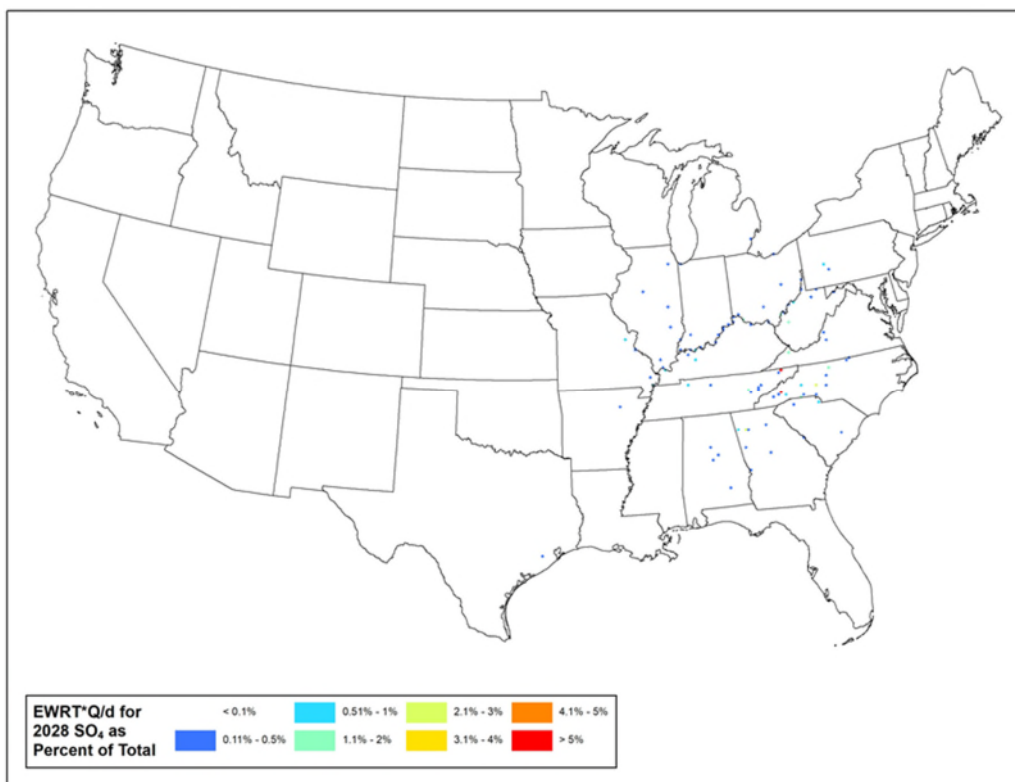 EWRT*Q/d for
2028 SO₄ as
Percent of Total
< 0.1%
0.51% - 1%
2.1% - 3%
4.1% - 5%
0.11% - 0.5%
1.1% - 2%
3.1% - 4%
> 5%